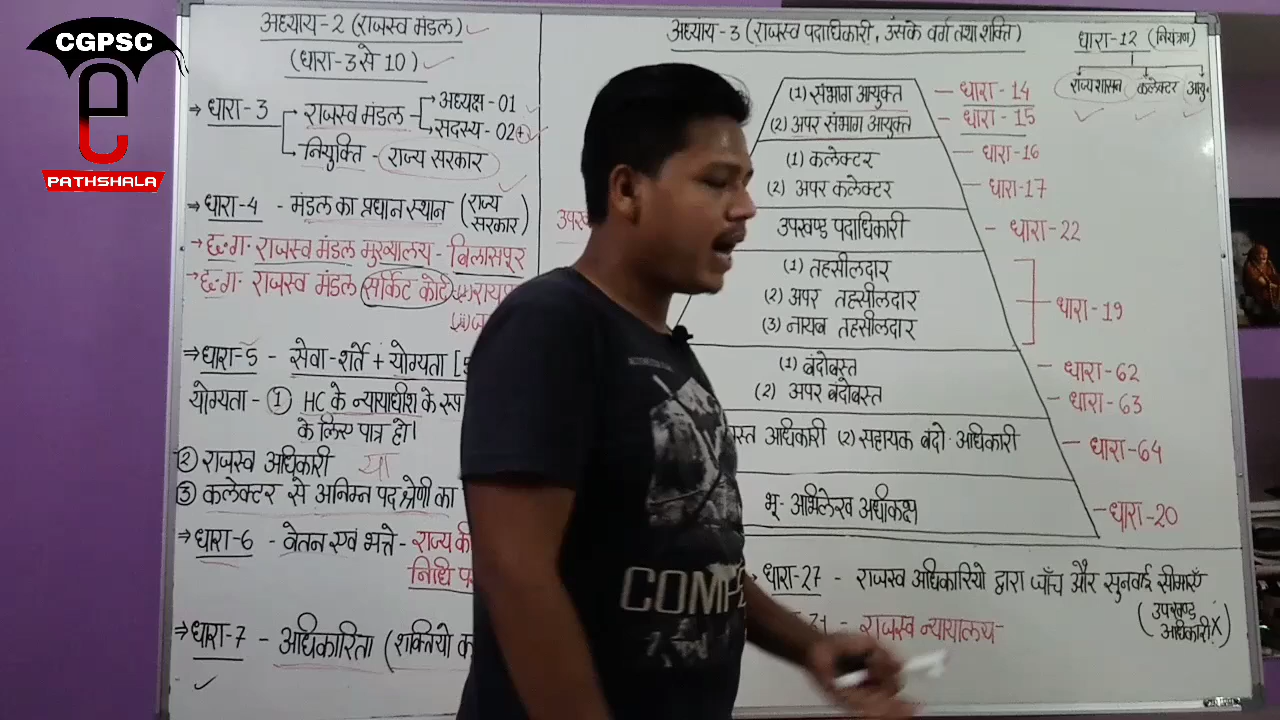 CGPSC
e
PATHSHALA
अध्याय-2 (राजस्व मंडल)
(धारा-3 से 10)
→ धारा-3
राजस्व मंडल
अध्यक्ष-01
सदस्य-02
नियुक्ति - राज्य सरकार
→ धारा-4 - मंडल का प्रधान स्थान (राज्य सरकार)
→ छ.ग. राजस्व मंडल मुख्यालय - बिलासपुर
→ छ.ग. राजस्व मंडल सर्किट कोर्ट
⇒ धारा-5 - सेवा-शर्ते + योग्यता
योग्यता - ① HC के न्यायाधीश के
के लिए पात्र हो।
② राजस्व अधिकारी या
③ कलेक्टर से अनिम्न पद श्रेणी का
⇒ धारा-6 - वेतन एवं भत्ते - राज्य की
निधि
⇒ धारा-7 - अधिकारिता (शक्तियो
अध्याय-3 (राजस्व पदाधिकारी, उसके वर्ग तथा शक्ति)
धारा-12 (नियंत्रण)
राज्य शासन कलेक्टर
(1) संभाग आयुक्त - धारा-14
(2) अपर संभाग आयुक्त - धारा-15
(1) कलेक्टर - धारा-16
(2) अपर कलेक्टर - धारा-17
उपखण्ड पदाधिकारी - धारा-22
(1) तहसीलदार
(2) अपर तहसीलदार
(3) नायब तहसीलदार
धारा-19
(1) बंदोबस्त - धारा-62
(2) अपर बंदोबस्त - धारा-63
अधिकारी (2) सहायक बंदो. अधिकारी - धारा-64
भू-अभिलेख अधीक्षक - धारा-20
धारा-27 - राजस्व अधिकारियो द्वारा जाँच और सुनवाई सीमाएँ
(उपखण्ड अधिकारी X)
- राजस्व न्यायालय
COMPE